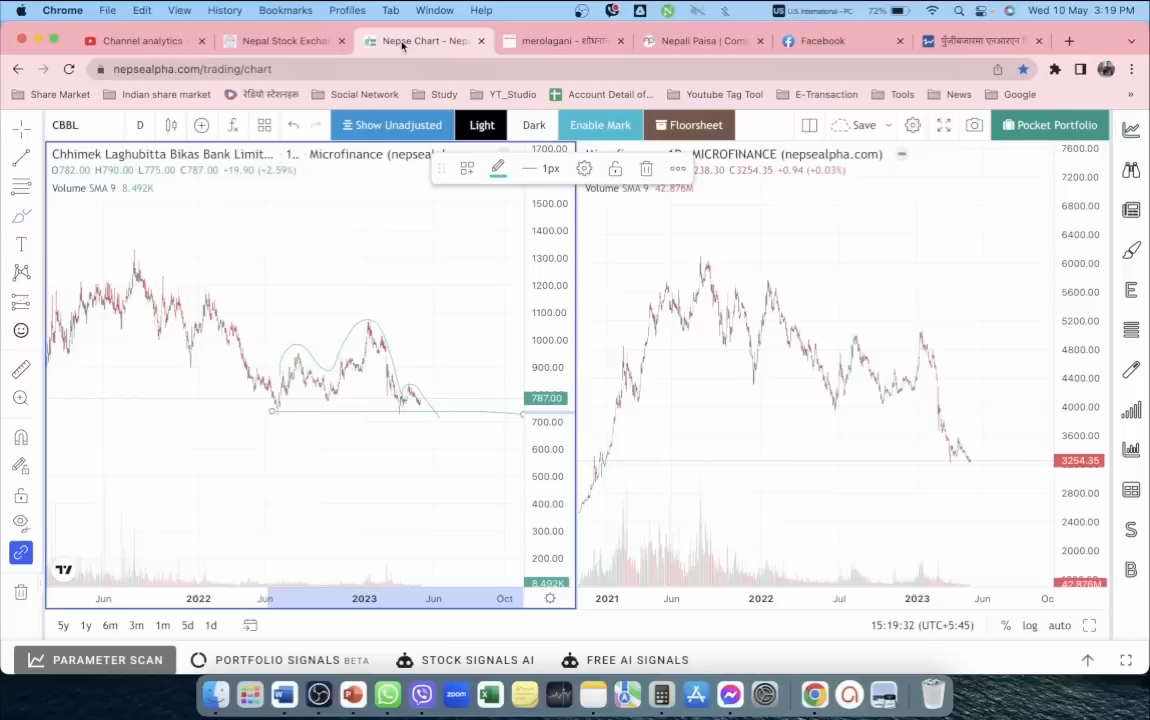 Chrome File Edit View History Bookmarks Profiles Tab Window Help U.S. International – PC 72% Wed 10 May 3:19 PM
Channel analytics - Nepal Stock Excha Nepse Chart – Nep merolagani - शोधान Nepali Paisa | Com Facebook पुँजीबजारमा एनआरएन
nepsealpha.com/trading/chart
Share Market Indian share market रेडियो स्टेशनहरू Social Network Study YT_Studio Account Detail of... Youtube Tag Tool E-Transaction Tools News Google »
CBBL D Show Unadjusted Light Dark Enable Mark Floorsheet Save Pocket Portfolio
Chhimek Laghubitta Bikas Bank Limit... · 1... Microfinance (nepseal
O782.00 H790.00 L775.00 C787.00 +19.90 (+2.59%)
Volume SMA 9 8.492K
1px
MICROFINANCE (nepsealpha.com)
238.30 C3254.35 +0.94 (+0.03%)
Volume SMA 9 42.876M
1700.00
1500.00
1400.00
1300.00
1200.00
1100.00
1000.00
900.00
787.00
700.00
600.00
500.00
400.00
300.00
200.00
8.492K
7600.00
7200.00
6800.00
6400.00
6000.00
5600.00
5200.00
4800.00
4400.00
4000.00
3600.00
3254.35
2800.00
2400.00
2000.00
42.876M
Jun 2022 Jun 2023 Jun Oct
2021 Jun 2022 Jul 2023 Jun Oc
5y 1y 6m 3m 1m 5d 1d 15:19:32 (UTC+5:45) % log auto
PARAMETER SCAN PORTFOLIO SIGNALS BETA STOCK SIGNALS AI FREE AI SIGNALS
zoom